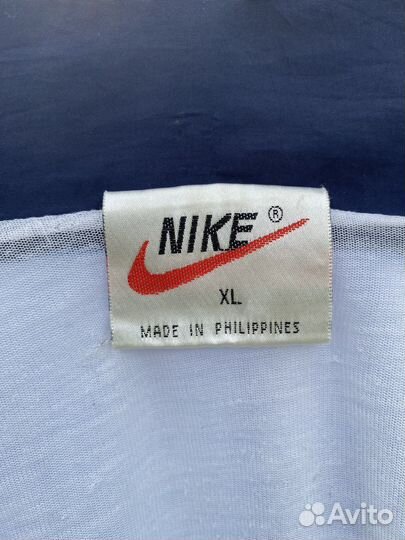 NIKE ®
XL
MADE IN PHILIPPINES
Avito